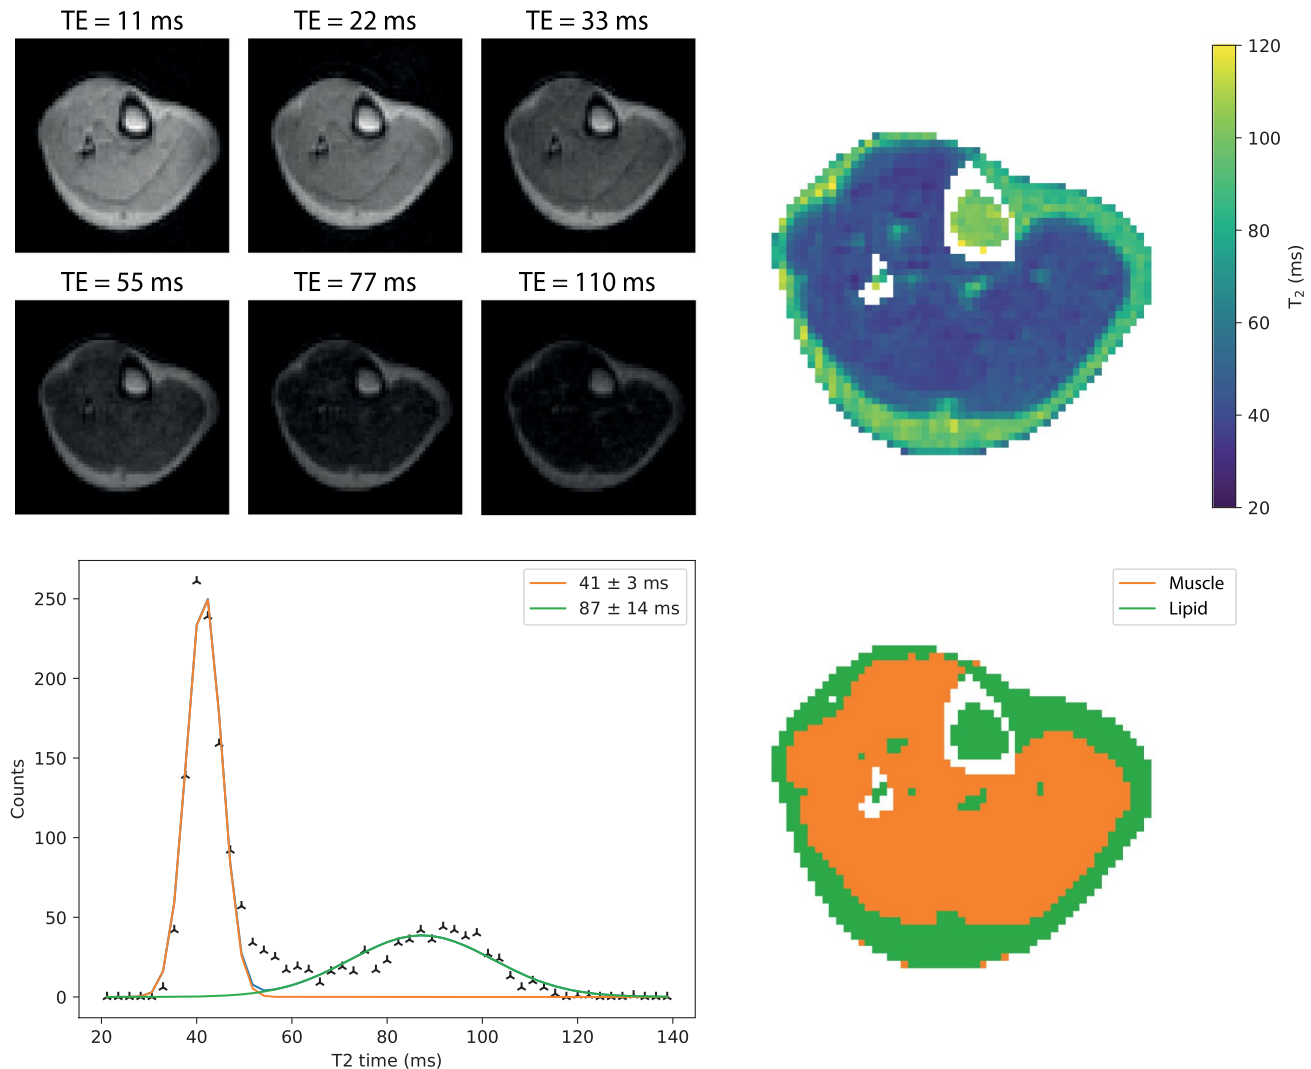 TE = 11 ms
TE = 22 ms
TE = 33 ms
TE = 55 ms
TE = 77 ms
TE = 110 ms
120
100
80
60
40
20
T2 (ms)
250
200
150
100
50
0
Counts
20 40 60 80 100 120 140
T2 time (ms)
41 ± 3 ms
87 ± 14 ms
Muscle
Lipid